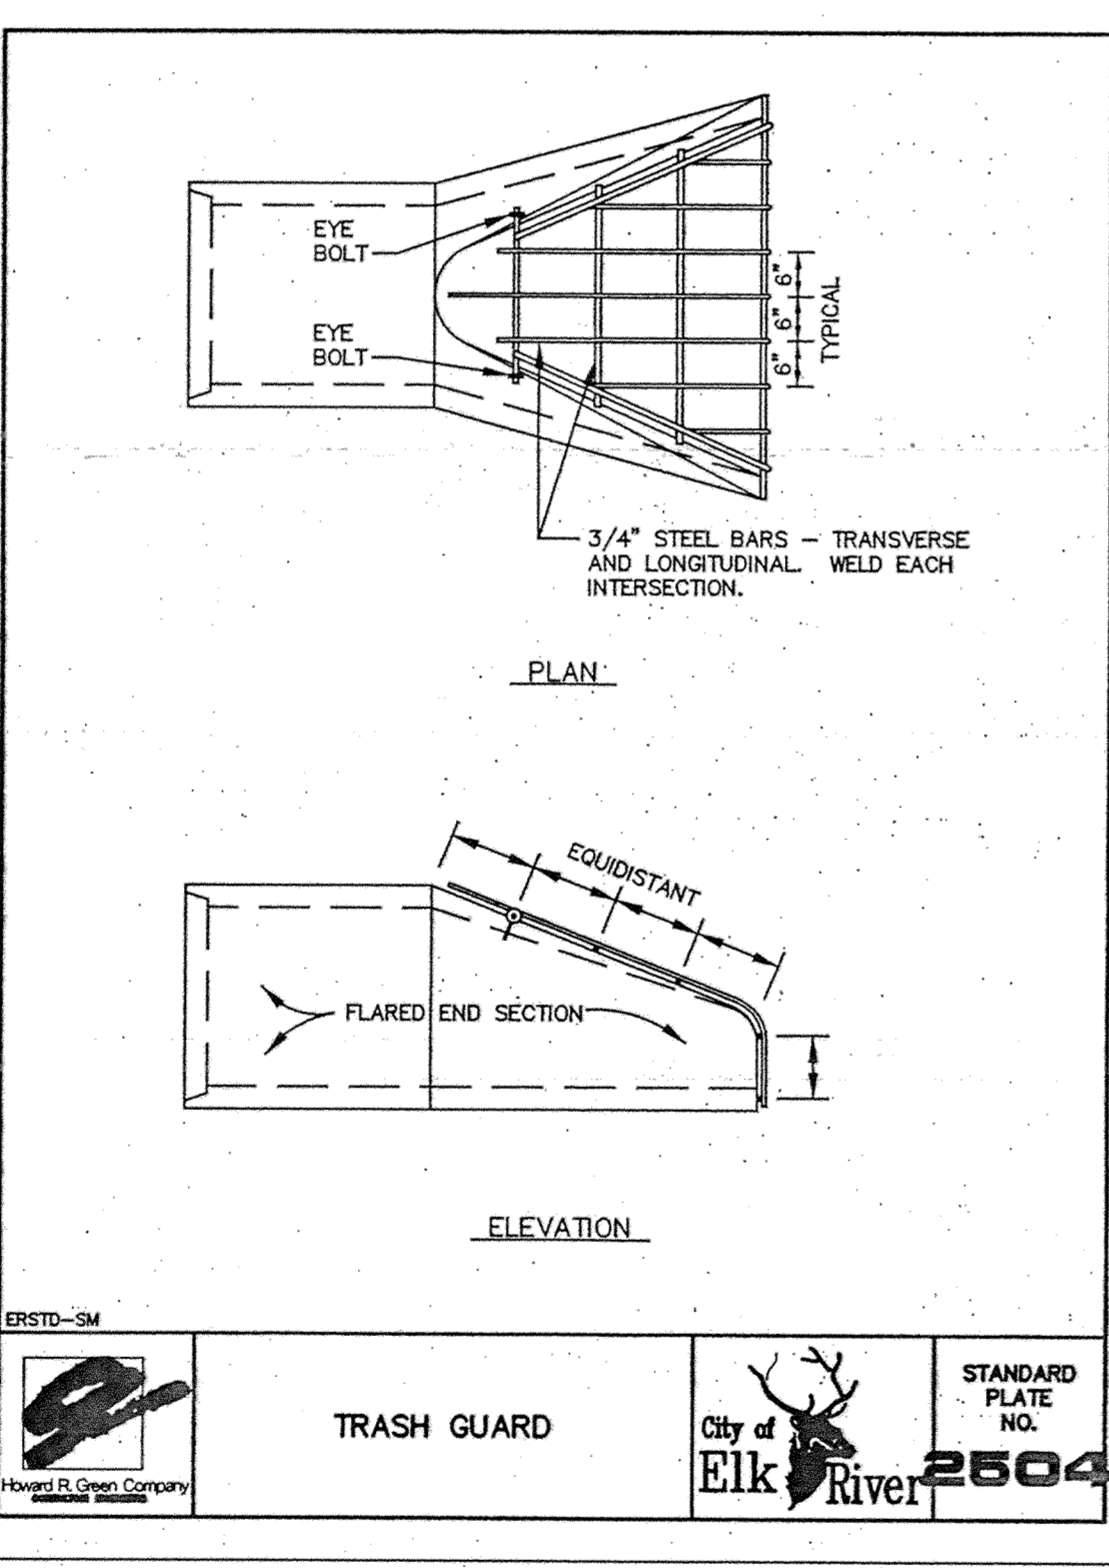 EYE
BOLT
EYE
BOLT
6"
6"
6"
TYPICAL
3/4" STEEL BARS – TRANSVERSE
AND LONGITUDINAL. WELD EACH
INTERSECTION.
PLAN
EQUIDISTANT
FLARED END SECTION
ELEVATION
ERSTD–SM
Howard R. Green Company
TRASH GUARD
City of
Elk
River
STANDARD
PLATE
NO.
2504